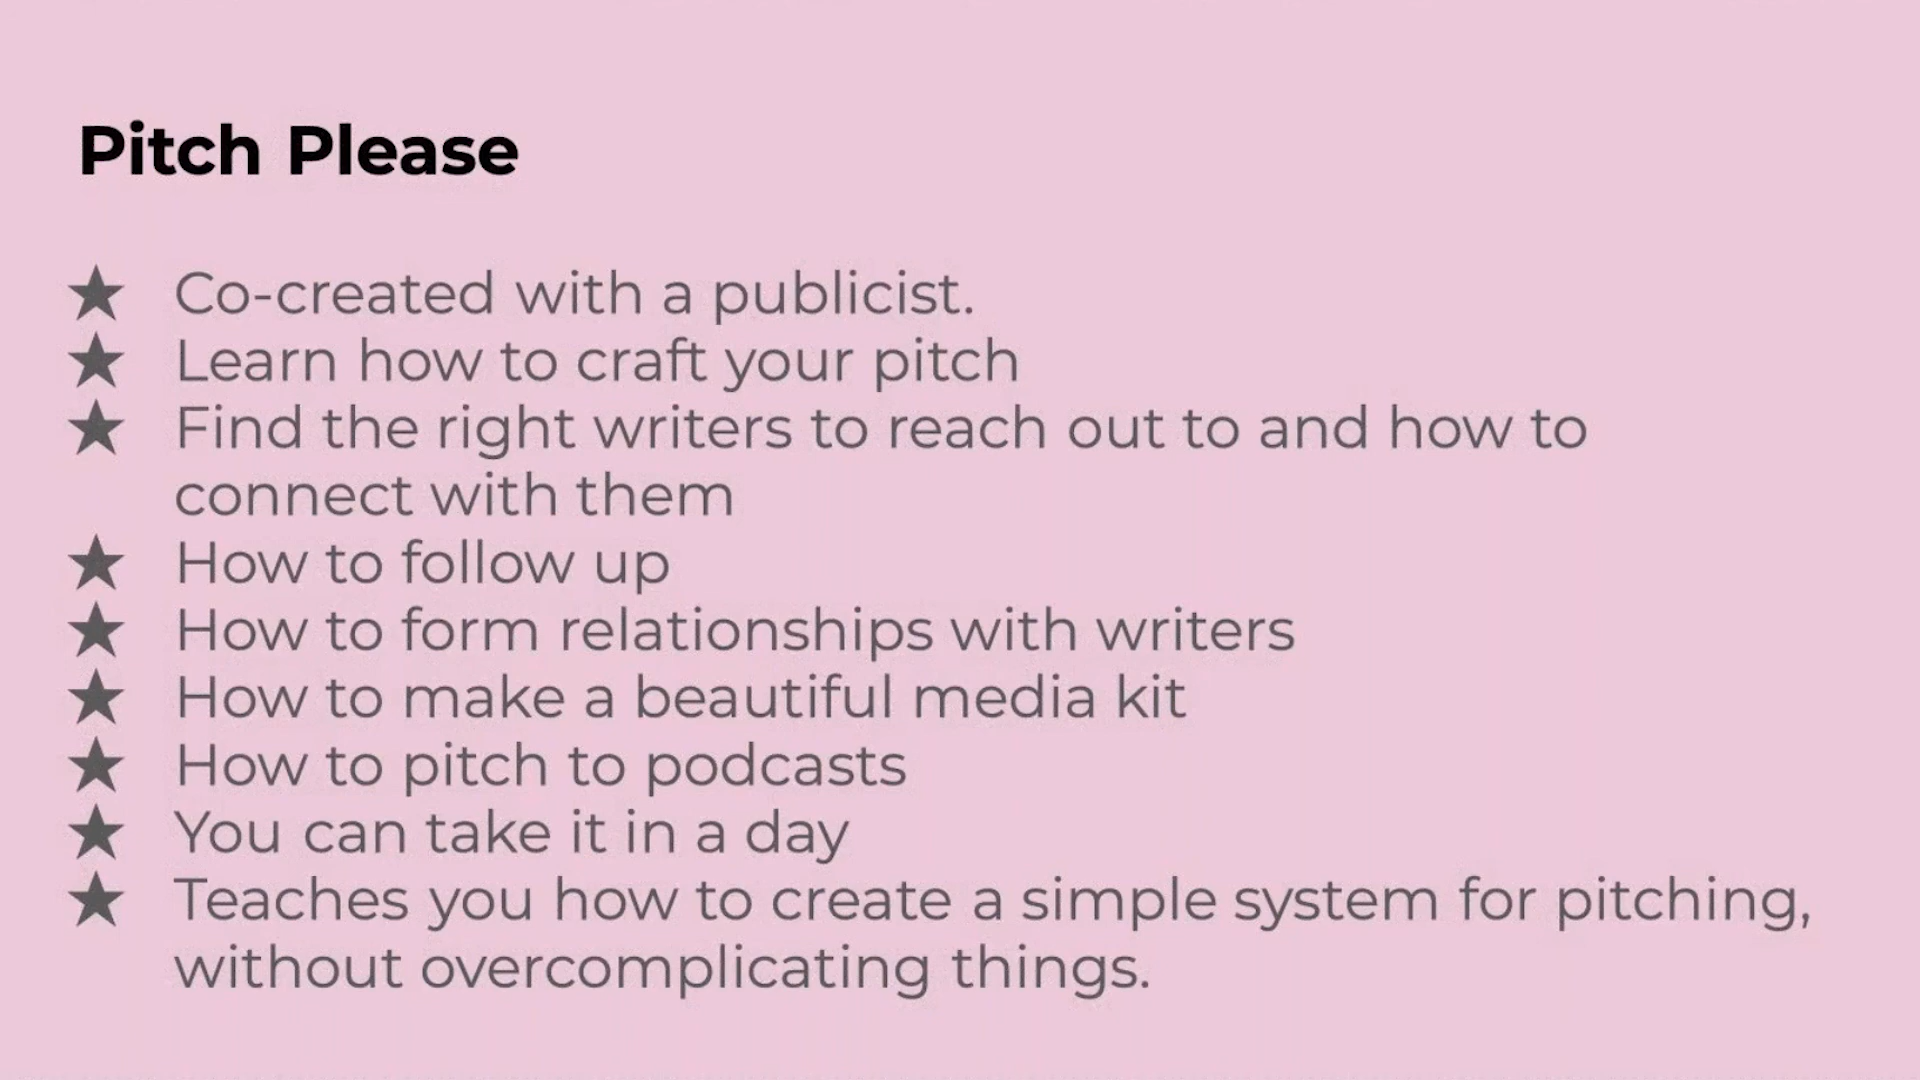 Pitch Please
★ Co-created with a publicist.
★ Learn how to craft your pitch
★ Find the right writers to reach out to and how to
connect with them
★ How to follow up
★ How to form relationships with writers
★ How to make a beautiful media kit
★ How to pitch to podcasts
★ You can take it in a day
★ Teaches you how to create a simple system for pitching,
without overcomplicating things.